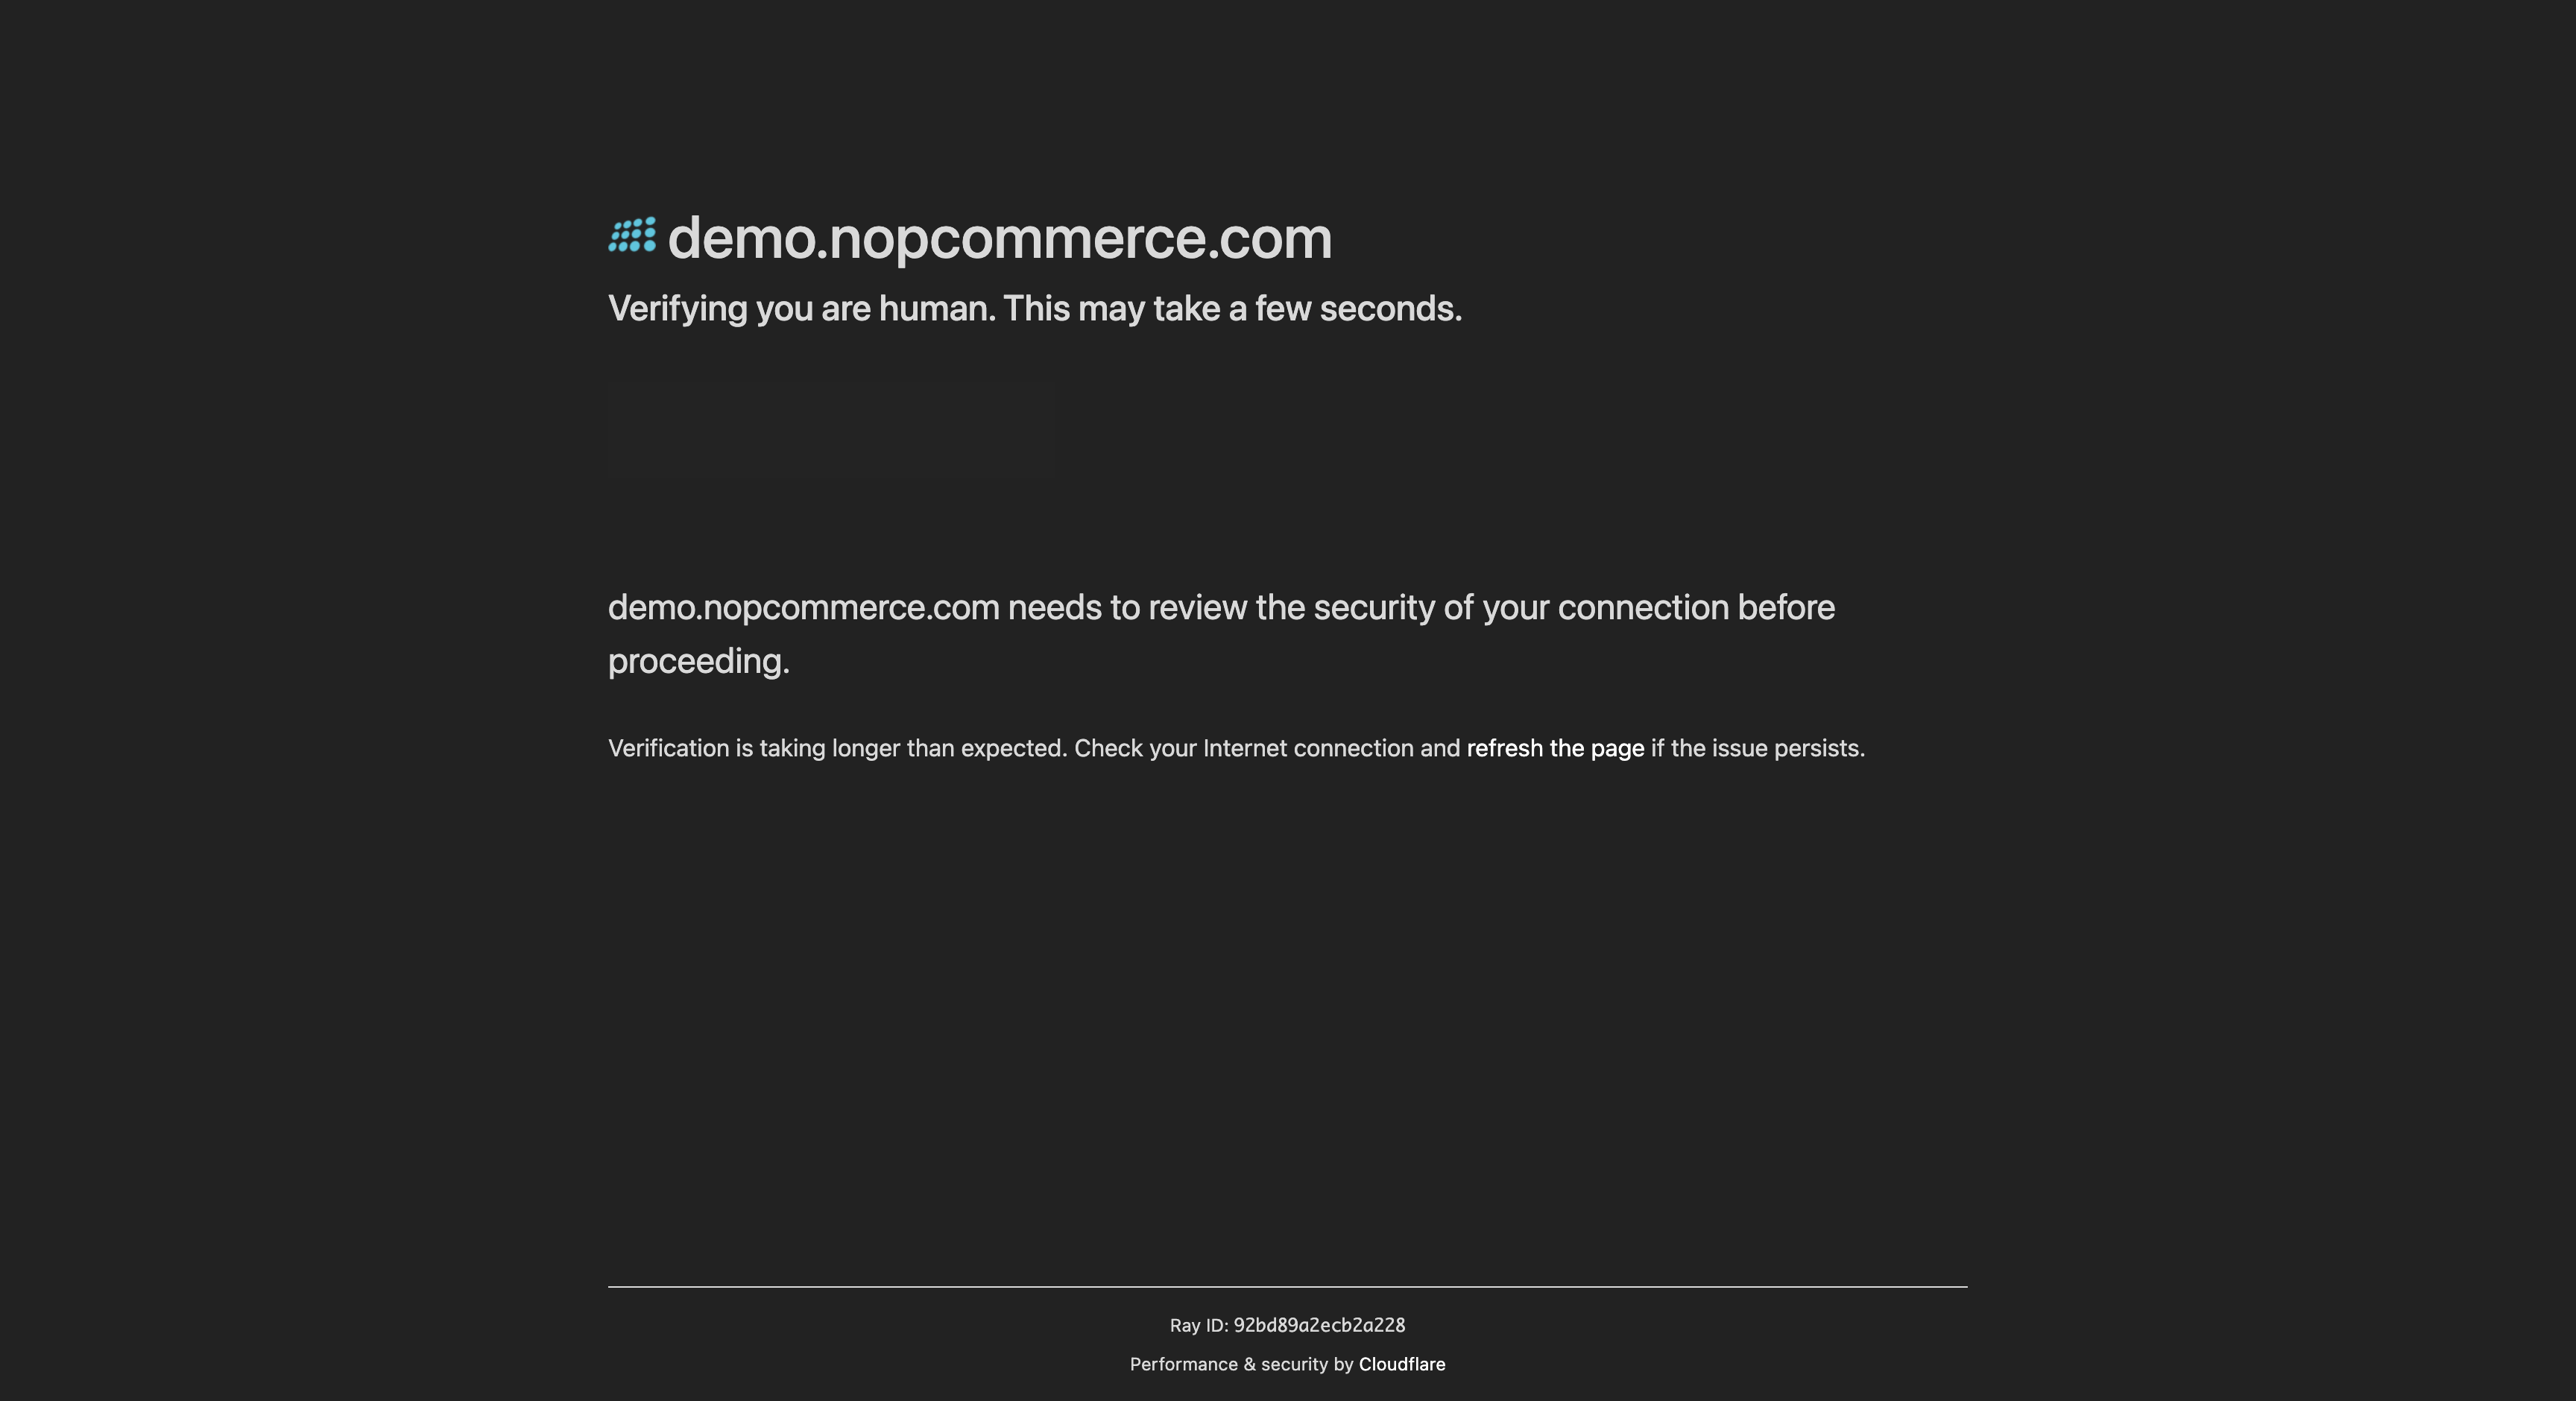 demo.nopcommerce.com
Verifying you are human. This may take a few seconds.
demo.nopcommerce.com needs to review the security of your connection before
proceeding.
Verification is taking longer than expected. Check your Internet connection and refresh the page if the issue persists.
Ray ID: 92bd89a2ecb2a228
Performance & security by Cloudflare